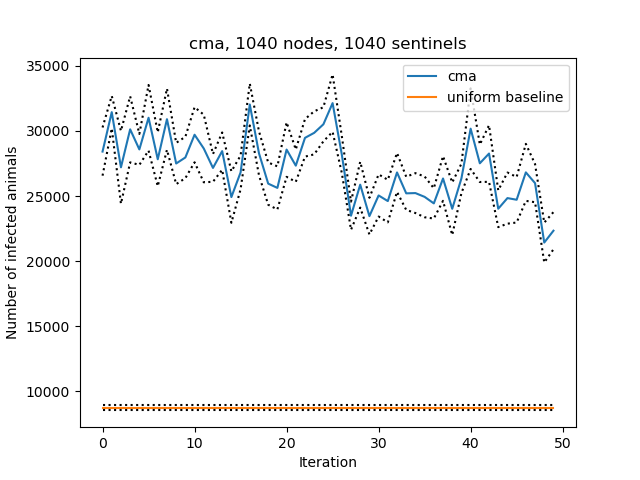 cma, 1040 nodes, 1040 sentinels
35000
30000
25000
20000
15000
10000
Number of infected animals
cma
uniform baseline
0
10
20
30
40
50
Iteration